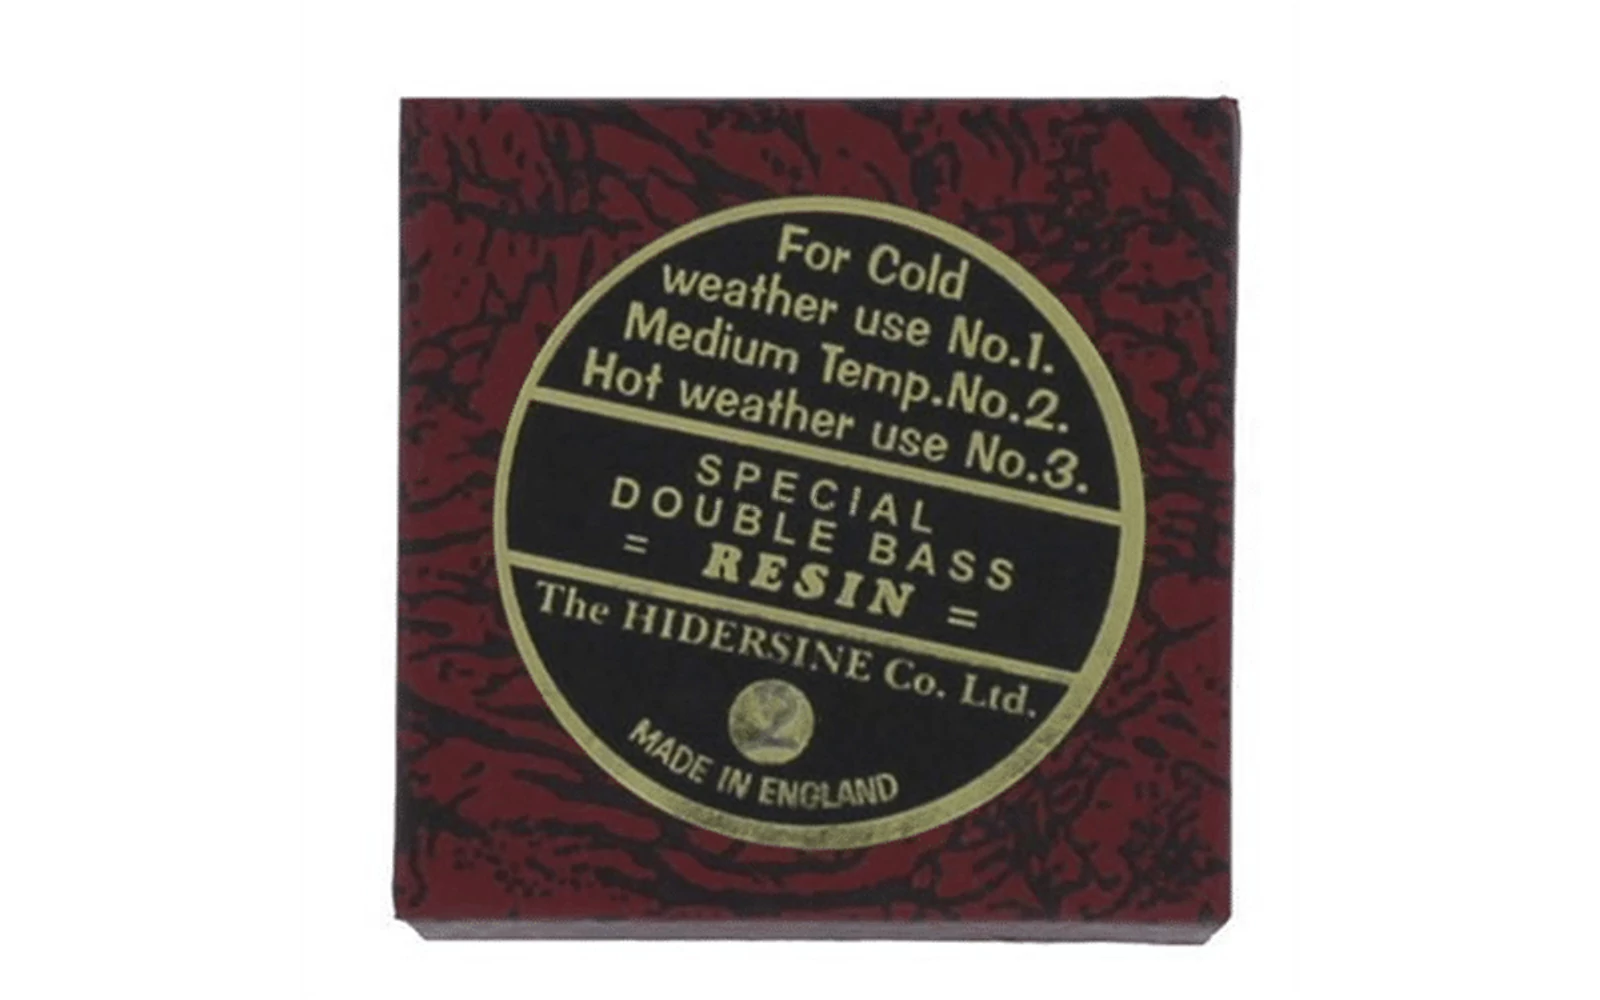 For Cold
weather use No.1.
Medium Temp.No.2.
Hot weather use No.3.
SPECIAL
DOUBLE BASS
= RESIN =
The HIDERSINE Co. Ltd.
2
MADE IN ENGLAND